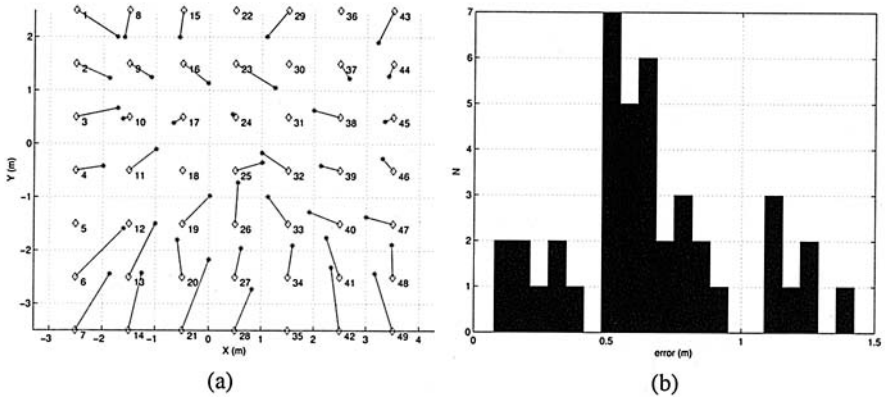 1 8 15 22 29 36 43
2
2 9 16 23 30 37 44
1
3 10 17 24 31 38 45
0
4 11 18 25 32 39 46
−1
5 12 19 26 33 40 47
−2
6 13 20 27 34 41 48
−3
7 14 21 28 35 42 49
−3 −2 −1 0 1 2 3 4
X (m)
Y (m)
(a)
7
6
5
4
3
2
1
0
N
0 0.5 1 1.5
error (m)
(b)